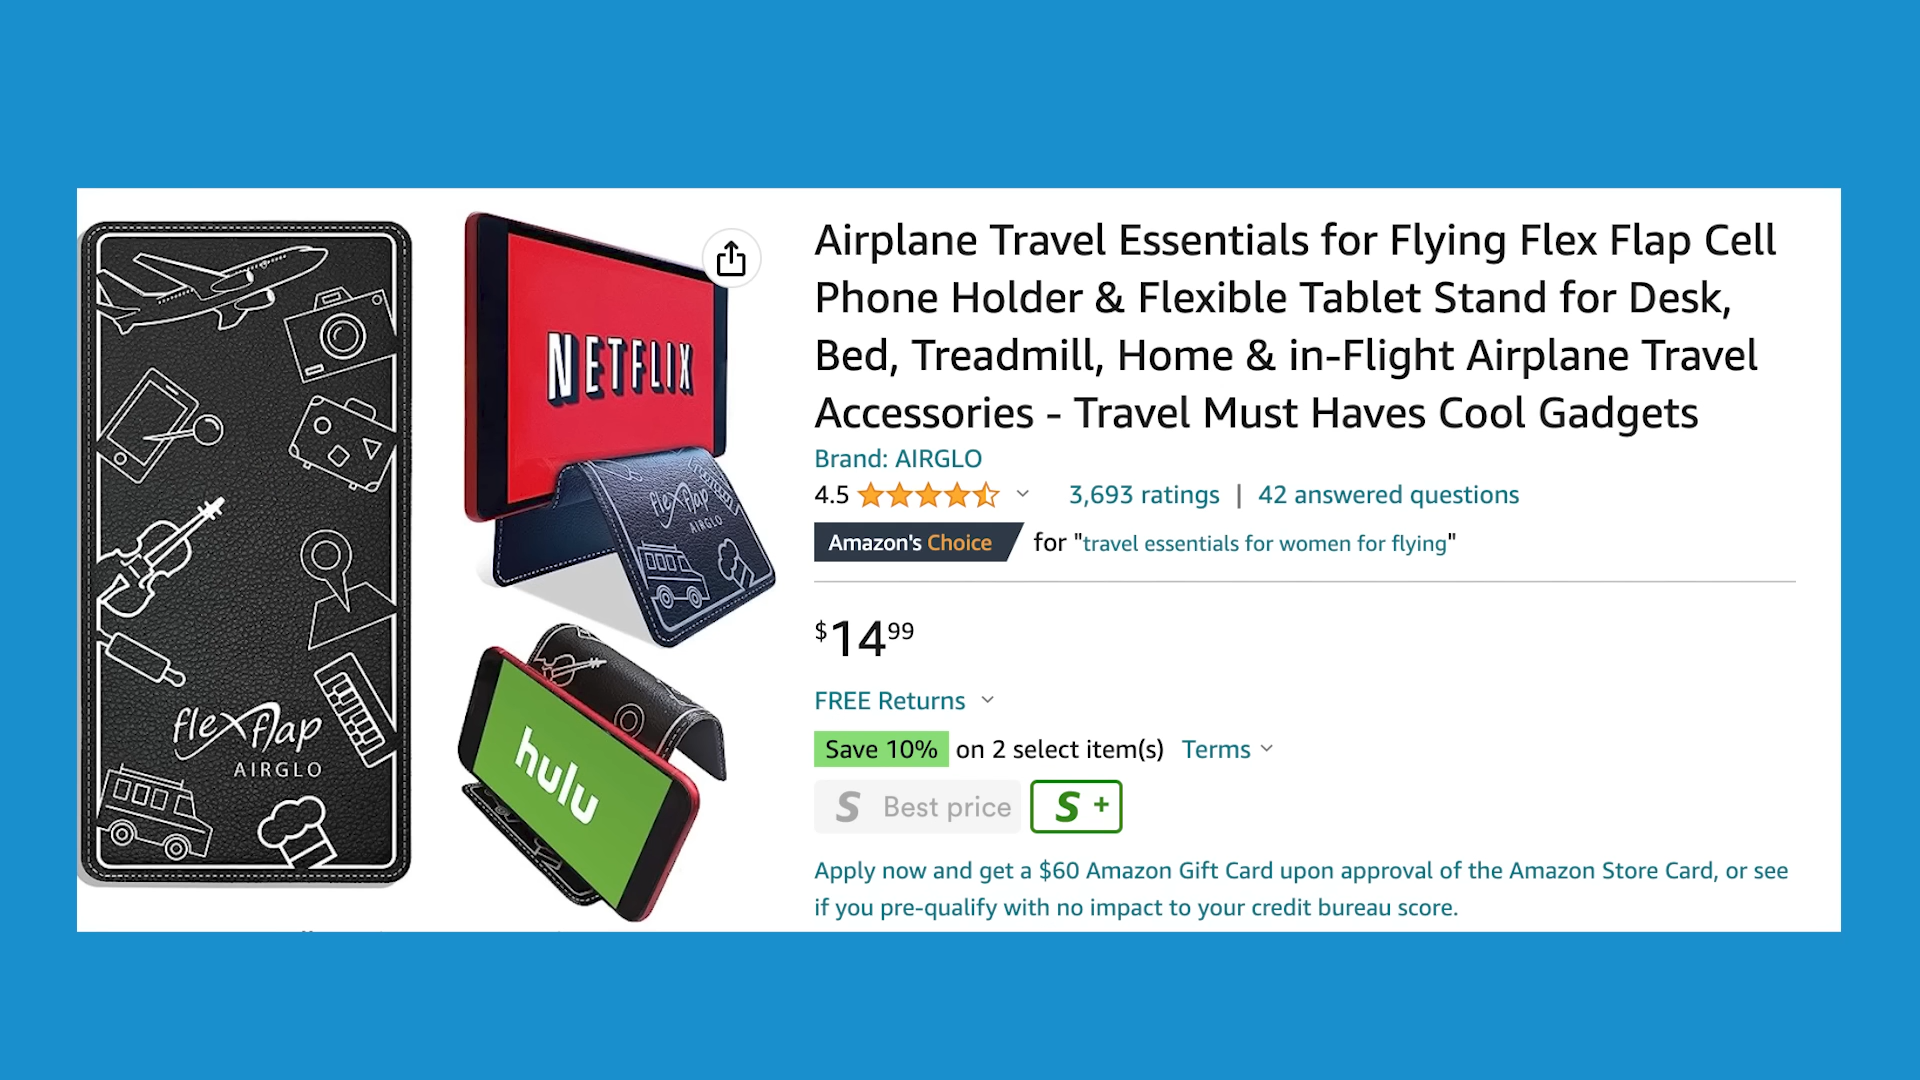 flexflap
AIRGLO
NETFLIX
flexflap
AIRGLO
hulu
Airplane Travel Essentials for Flying Flex Flap Cell
Phone Holder & Flexible Tablet Stand for Desk,
Bed, Treadmill, Home & in-Flight Airplane Travel
Accessories - Travel Must Haves Cool Gadgets
Brand: AIRGLO
4.5 3,693 ratings | 42 answered questions
Amazon's Choice for "travel essentials for women for flying"
$14 99
FREE Returns
Save 10% on 2 select item(s) Terms
S Best price S +
Apply now and get a $60 Amazon Gift Card upon approval of the Amazon Store Card, or see
if you pre-qualify with no impact to your credit bureau score.